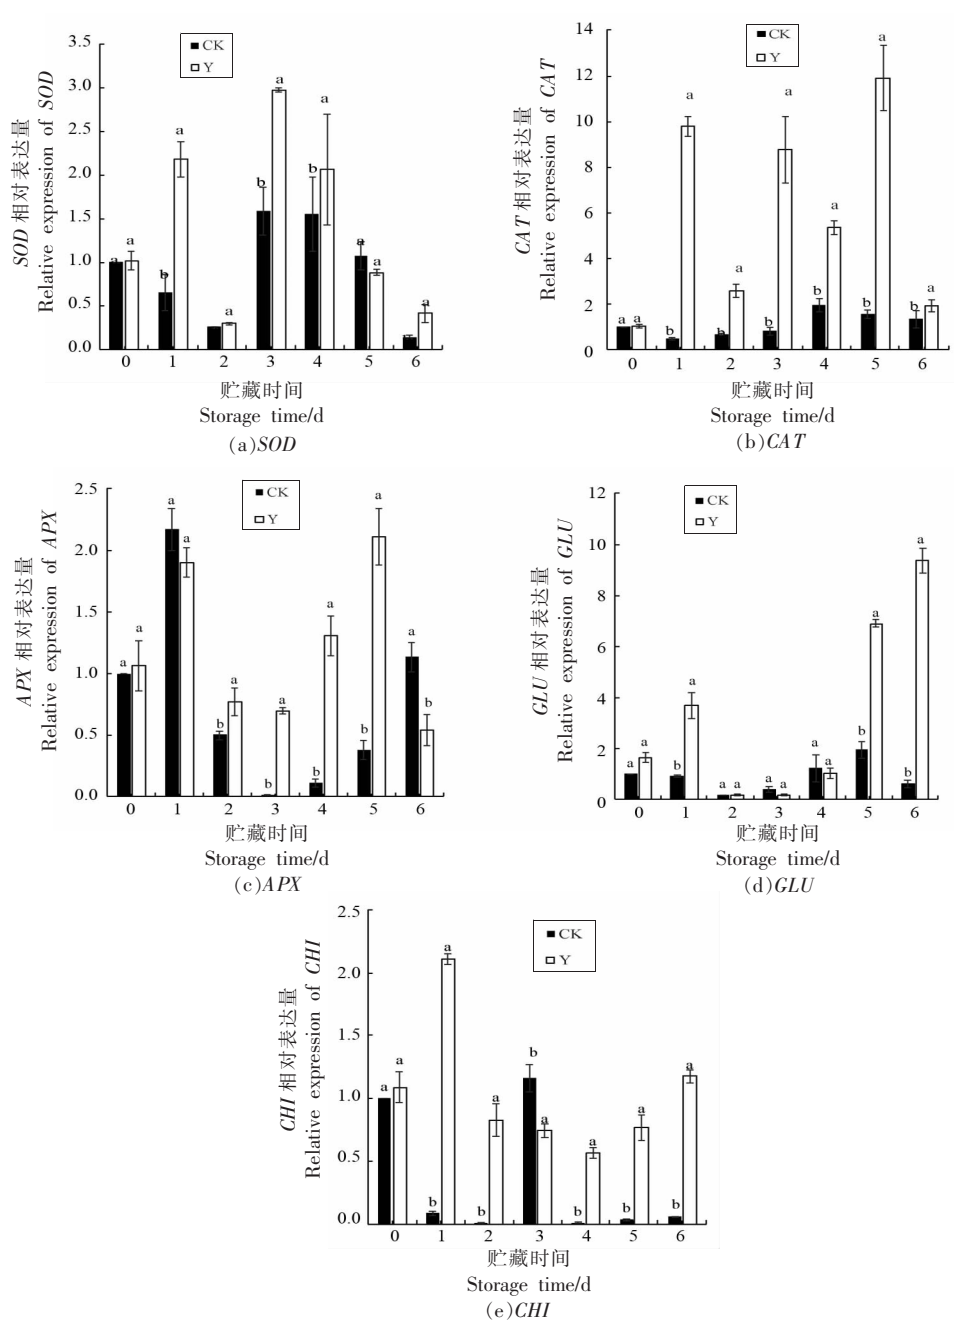 SOD 相对表达量
Relative expression of SOD
3.5
3.0
2.5
2.0
1.5
1.0
0.5
0.0
CK
Y
a a b a a a b a b a a a a
0 1 2 3 4 5 6
贮藏时间
Storage time/d
(a)SOD
CAT 相对表达量
Relative expression of CAT
14
12
10
8
6
4
2
0
CK
Y
a a b a b a b a b a b a b a
0 1 2 3 4 5 6
贮藏时间
Storage time/d
(b)CAT
APX 相对表达量
Relative expression of APX
2.5
2.0
1.5
1.0
0.5
0.0
CK
Y
a a a a b a b a b a b a a b
0 1 2 3 4 5 6
贮藏时间
Storage time/d
(c)APX
GLU 相对表达量
Relative expression of GLU
12
10
8
6
4
2
0
CK
Y
a a b a a a a a a a b a b a
0 1 2 3 4 5 6
贮藏时间
Storage time/d
(d)GLU
CHI 相对表达量
Relative expression of CHI
2.5
2.0
1.5
1.0
0.5
0.0
CK
Y
a a b a b a b a b a b a b a
0 1 2 3 4 5 6
贮藏时间
Storage time/d
(e)CHI